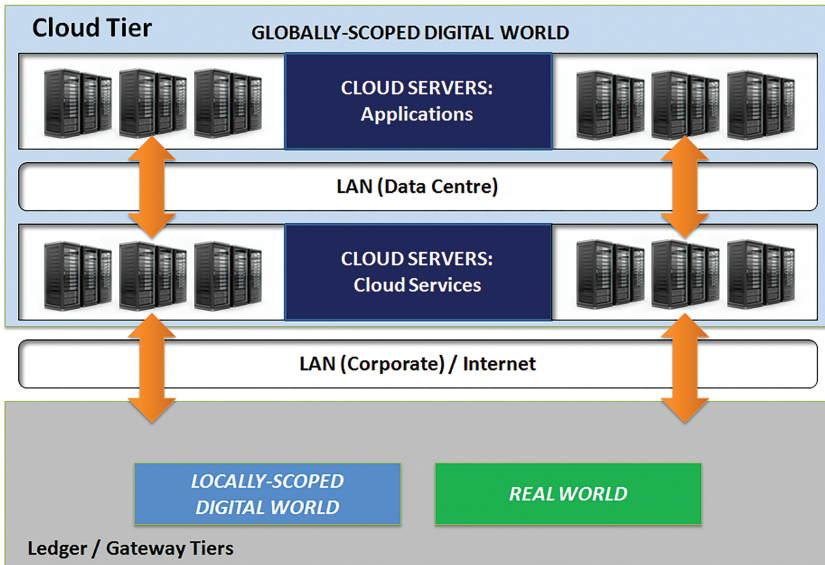 Cloud Tier
GLOBALLY-SCOPED DIGITAL WORLD
CLOUD SERVERS:
Applications
LAN (Data Centre)
CLOUD SERVERS:
Cloud Services
LAN (Corporate) / Internet
LOCALLY-SCOPED
DIGITAL WORLD
REAL WORLD
Ledger / Gateway Tiers